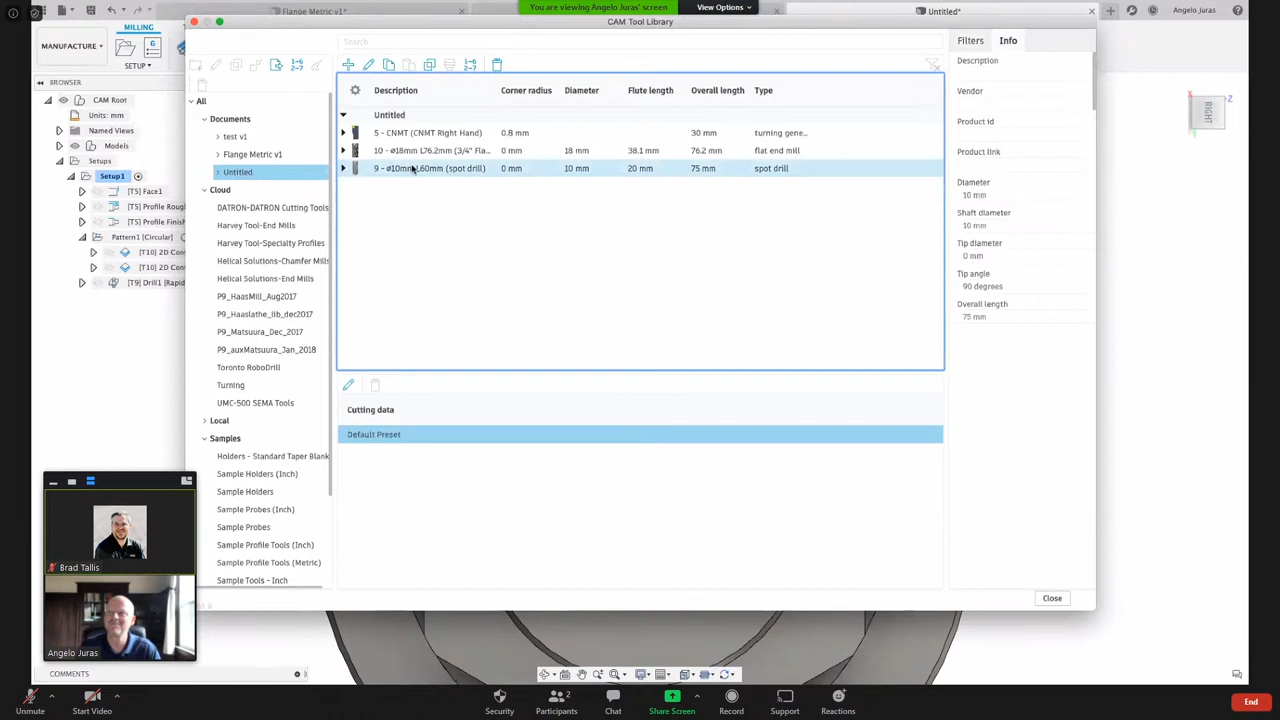 You are viewing Angelo Juras' screen
View Options
Flange Metric v1*
Untitled*
Angelo Juras
CAM Tool Library
MILLING
MANUFACTURE
SETUP
BROWSER
CAM Root
Units: mm
Named Views
Models
Setups
Setup1
[T5] Face1
[T5] Profile Roug
[T5] Profile Finish
Pattern1 (Circular)
[T10] 2D Con
[T10] 2D Con
[T9] Drill1 [Rapid
All
Documents
test v1
Flange Metric v1
Untitled
Cloud
DATRON-DATRON Cutting Tools
Harvey Tool-End Mills
Harvey Tool-Specialty Profiles
Helical Solutions-Chamfer Mills
Helical Solutions-End Mills
P9_HaasMill_Aug2017
P9_Haaslathe_lib_dec2017
P9_Matsuura_Dec_2017
P9_auxMatsuura_Jan_2018
Toronto RoboDrill
Turning
UMC-500 SEMA Tools
Local
Samples
Holders - Standard Taper Blank
Sample Holders (Inch)
Sample Holders
Sample Probes (Inch)
Sample Probes
Sample Profile Tools (Inch)
Sample Profile Tools (Metric)
Sample Tools - Inch
Search
Description Corner radius Diameter Flute length Overall length Type
Untitled
5 - CNMT (CNMT Right Hand) 0.8 mm 30 mm turning gene...
10 - ⌀18mm L76.2mm (3/4" Fla... 0 mm 18 mm 38.1 mm 76.2 mm flat end mill
9 - ⌀10mm L60mm (spot drill) 0 mm 10 mm 20 mm 75 mm spot drill
Cutting data
Default Preset
Close
Filters
Info
Description
Vendor
Product id
Product link
Diameter
10 mm
Shaft diameter
10 mm
Tip diameter
0 mm
Tip angle
90 degrees
Overall length
75 mm
RIGHT
X
Z
Y
Brad Tallis
Angelo Juras
COMMENTS
Unmute
Start Video
Security
2
Participants
Chat
Share Screen
Record
Support
Reactions
End